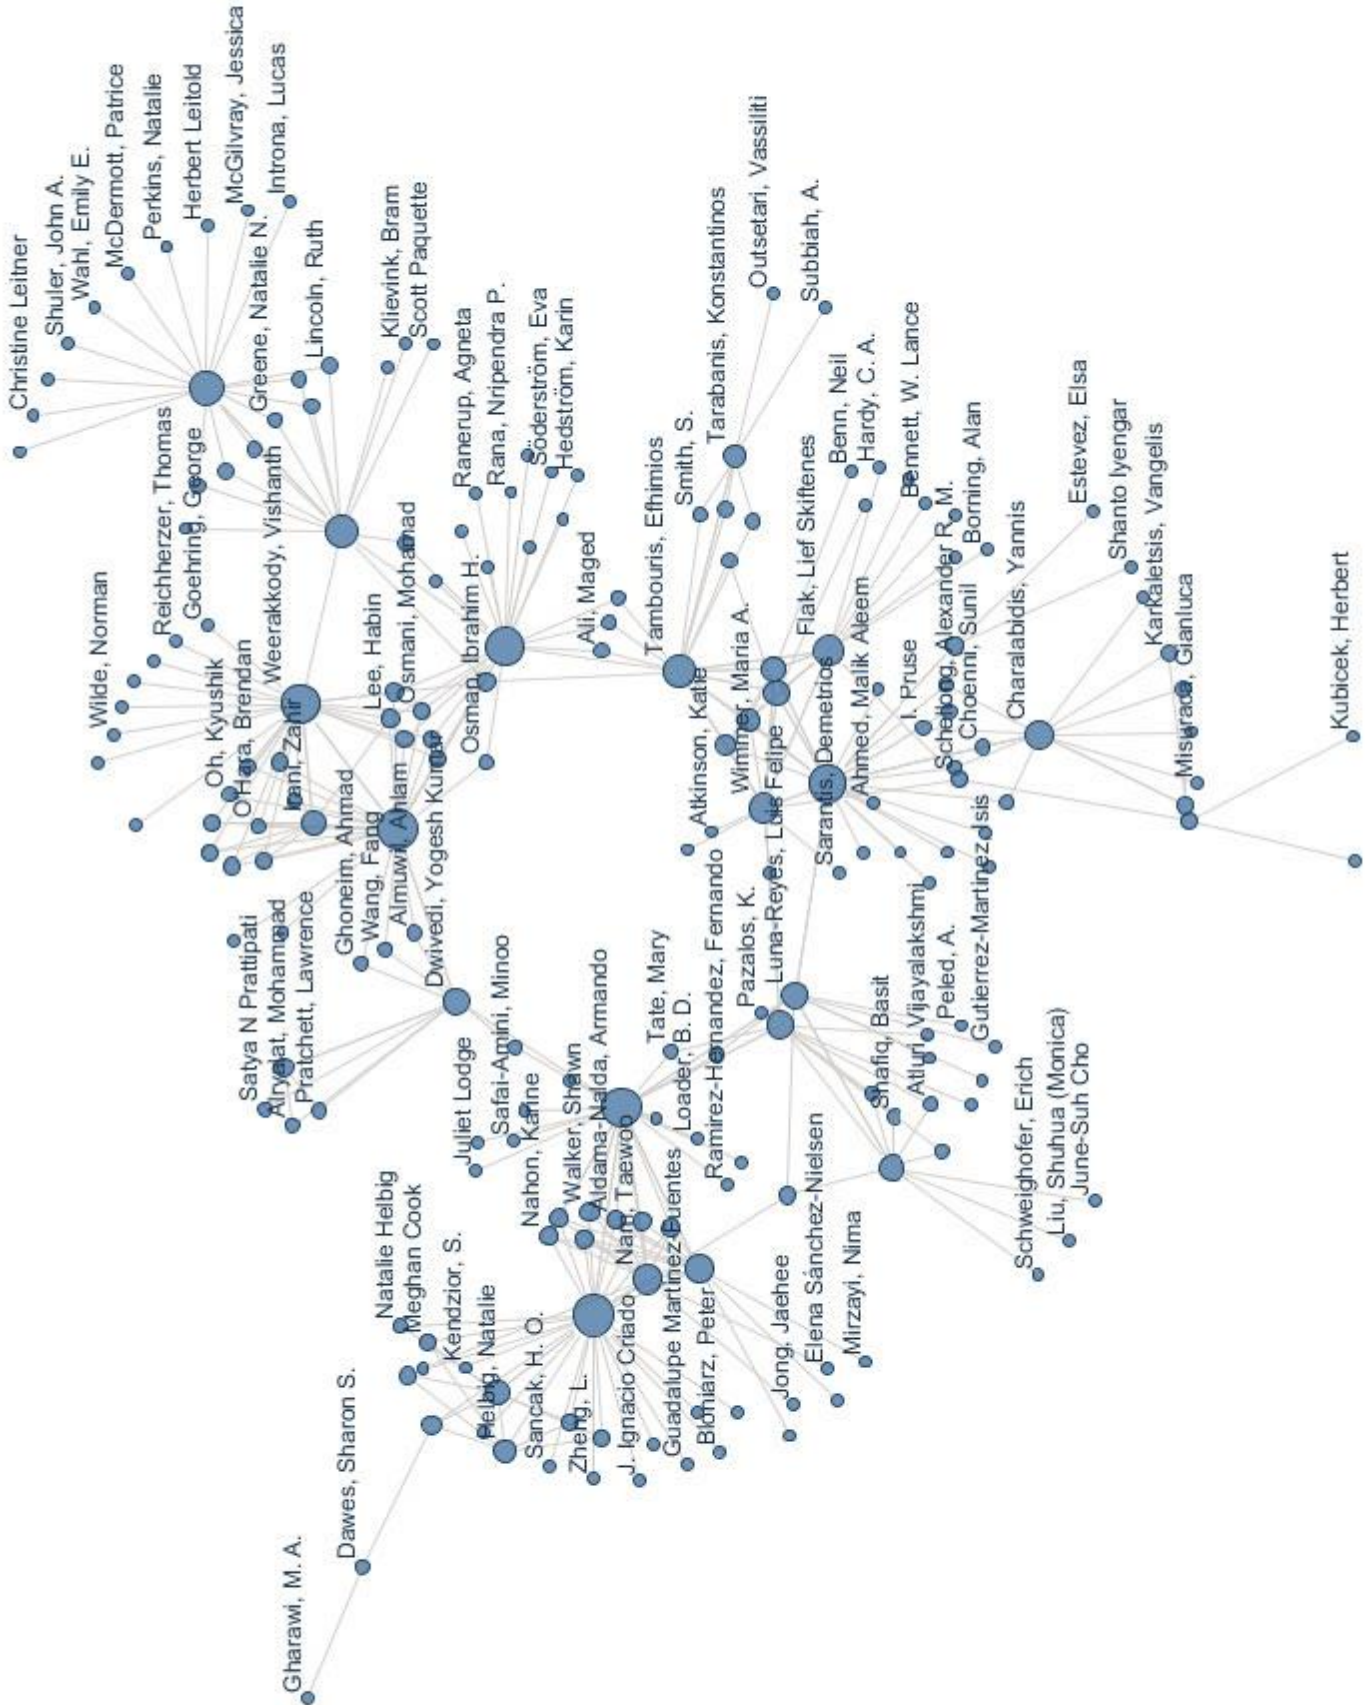 Christine Leitner
Shuler, John A.
Wahl, Emily E.
Wilde, Norman
McDermott, Patrice
Perkins, Natalie
Reichherzer, Thomas
Herbert Leitold
Goehring, George
Oh, Kyushik
McGilvray, Jessica
O'Hara, Brendan
Satya N Prattipati
Greene, Natalie N.
Introna, Lucas
Weerakkody, Vishanth
Alryalat, Mohammad
Gharawi, M. A.
Irani, Zahir
Pratchett, Lawrence
Lincoln, Ruth
Ghoneim, Ahmad
Dawes, Sharon S.
Lee, Habin
Wang, Fang
Klievink, Bram
Natalie Helbig
Osmani, Mohamad
Almuwil, Ahlam
Scott Paquette
Meghan Cook
Dwivedi, Yogesh Kumar
Kendzior, S.
Ranerup, Agneta
Osman, Ibrahim H.
Juliet Lodge
Helbig, Natalie
Rana, Nripendra P.
Safai-Amini, Minoo
Nahon, Karine
Sancak, H. O.
Söderström, Eva
Hedström, Karin
Walker, Shawn
Zheng, L.
Ali, Maged
Aldama-Nalda, Armando
Nam, Taewoo
J. Ignacio Criado
Tambouris, Efhimios
Tate, Mary
Guadalupe Martinez-Fuentes
Smith, S.
Loader, B. D.
Atkinson, Katie
Bloniarz, Peter
Tarabanis, Konstantinos
Ramirez-Hernandez, Fernando
Wimmer, Maria A.
Pazalos, K.
Outsetari, Vassiliti
Luna-Reyes, Luis Felipe
Jong, Jaehee
Flak, Lief Skiftenes
Subbiah, A.
Sarantis, Demetrios
Elena Sánchez-Nielsen
Benn, Neil
Ahmed, Malik Aleem
Mirzayi, Nima
Hardy, C. A.
Shafiq, Basit
I. Pruse
Bennett, W. Lance
Atluri, Vijayalakshmi
Schellong, Alexander R. M.
Peled, A.
Choenni, Sunil
Borning, Alan
Gutierrez-Martinez, Isis
Charalabidis, Yannis
Schweighofer, Erich
Liu, Shuhua (Monica)
Estevez, Elsa
June-Suh Cho
Shanto Iyengar
Karkaletsis, Vangelis
Misuraca, Gianluca
Kubicek, Herbert